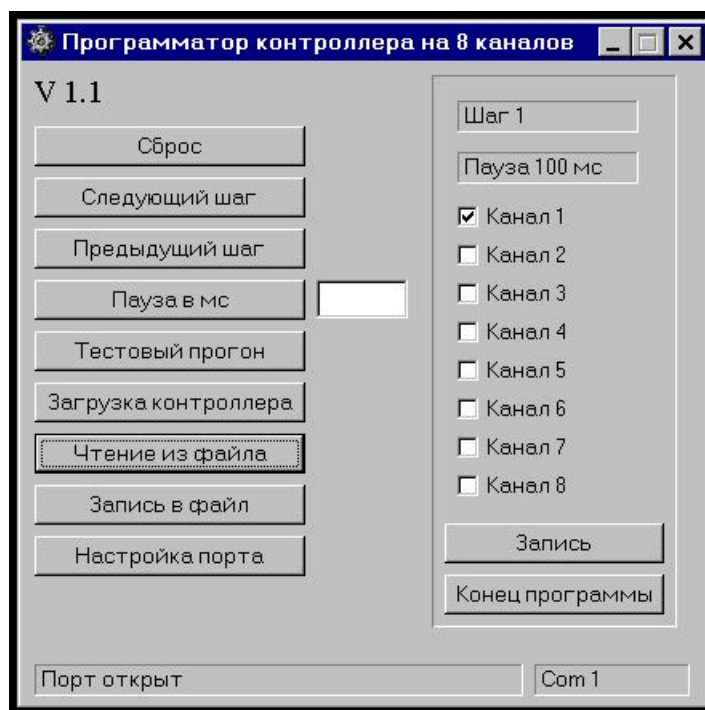 Программатор контроллера на 8 каналов
V 1.1
Сброс
Следующий шаг
Предыдущий шаг
Пауза в мс
Тестовый прогон
Загрузка контроллера
Чтение из файла
Запись в файл
Настройка порта
Шаг 1
Пауза 100 мс
Канал 1
Канал 2
Канал 3
Канал 4
Канал 5
Канал 6
Канал 7
Канал 8
Запись
Конец программы
Порт открыт
Com 1